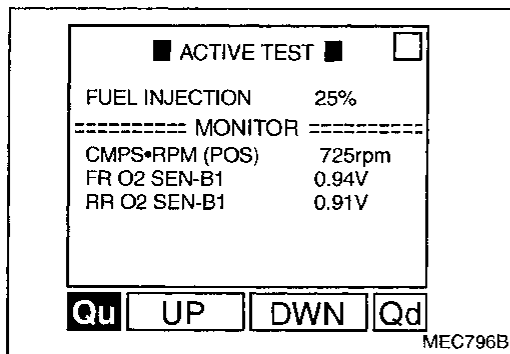 ■ ACTIVE TEST ■ □
FUEL INJECTION 25%
========== MONITOR ==========
CMPS•RPM (POS) 725rpm
FR O2 SEN-B1 0.94V
RR O2 SEN-B1 0.91V
Qu UP DWN Qd
MEC796B